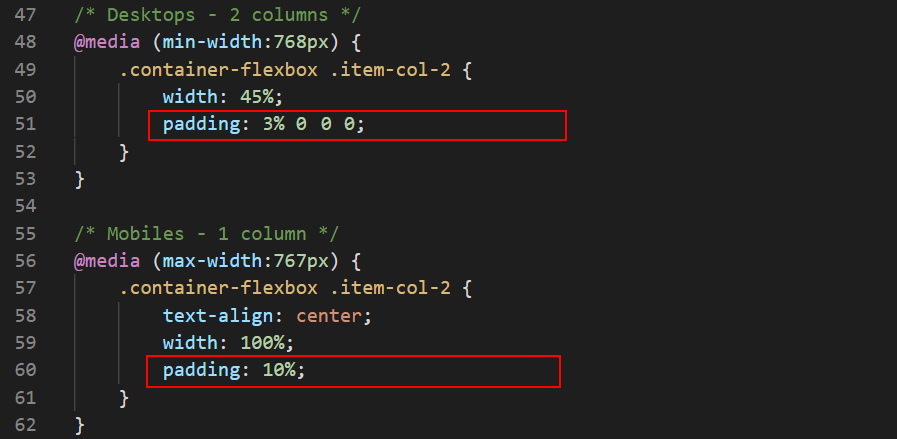 47 /* Desktops - 2 columns */
48 @media (min-width:768px) {
49 .container-flexbox .item-col-2 {
50 width: 45%;
51 padding: 3% 0 0 0;
52 }
53 }
54
55 /* Mobiles - 1 column */
56 @media (max-width:767px) {
57 .container-flexbox .item-col-2 {
58 text-align: center;
59 width: 100%;
60 padding: 10%;
61 }
62 }